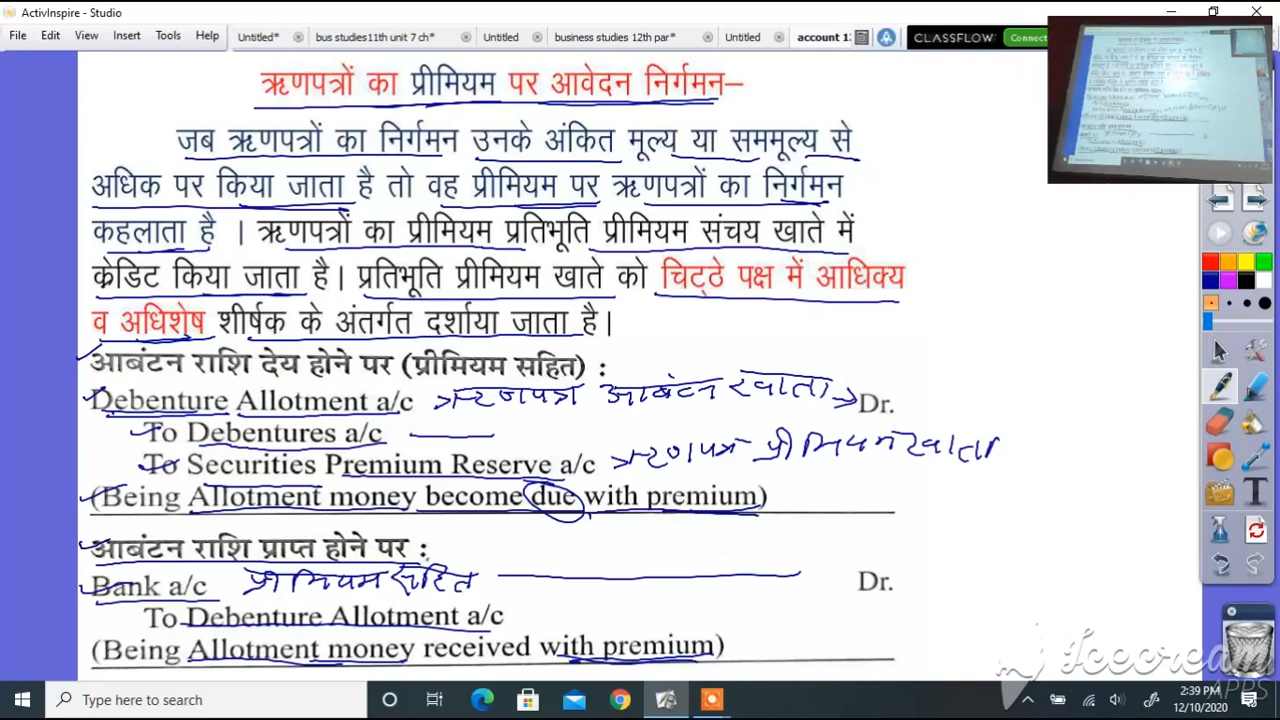 ActivInspire - Studio
File Edit View Insert Tools Help
Untitled* bus studies11th unit 7 ch* Untitled business studies 12th par* Untitled account 12 CLASSFLOW Connect
ऋणपत्रों का प्रीमियम पर आवेदन निर्गमन–
जब ऋणपत्रों का निगमन उनके अंकित मूल्य या सममूल्य से
अधिक पर किया जाता है तो वह प्रीमियम पर ऋणपत्रों का निर्गमन
कहलाता है । ऋणपत्रों का प्रीमियम प्रतिभूति प्रीमियम संचय खाते में
क्रेडिट किया जाता है। प्रतिभूति प्रीमियम खाते को चिट्ठे पक्ष में आधिक्य
व अधिशेष शीर्षक के अंतर्गत दर्शाया जाता है।
आबंटन राशि देय होने पर (प्रीमियम सहित) :
Debenture Allotment a/c ऋणपत्र आबंटन खाता Dr.
To Debentures a/c
To Securities Premium Reserve a/c ऋणपत्र प्रीमियम खाता
(Being Allotment money become due with premium)
आबंटन राशि प्राप्त होने पर :
Bank a/c प्रीमियम सहित Dr.
To Debenture Allotment a/c
(Being Allotment money received with premium)
Icecream
APPS
Type here to search
2:39 PM
12/10/2020